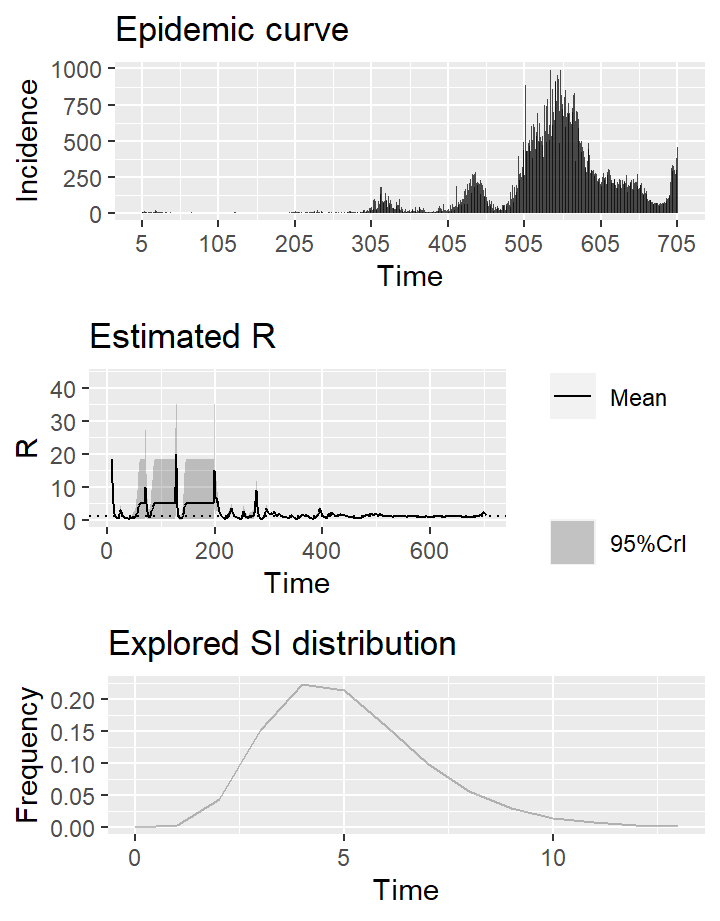 Epidemic curve
1000
750
500
250
0
Incidence
5 105 205 305 405 505 605 705
Time
Estimated R
40
30
20
10
0
R
0 200 400 600
Time
Mean
95%CrI
Explored SI distribution
0.20
0.15
0.10
0.05
0.00
Frequency
0 5 10
Time